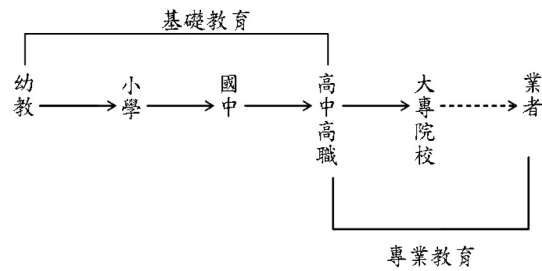 基礎教育
幼教
小學
國中
高中高職
大專院校
業者
專業教育